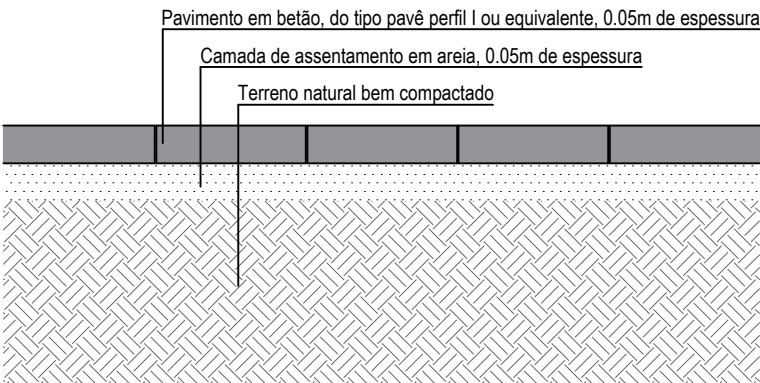 Pavimento em betão, do tipo pavê perfil I ou equivalente, 0.05m de espessura
Camada de assentamento em areia, 0.05m de espessura
Terreno natural bem compactado